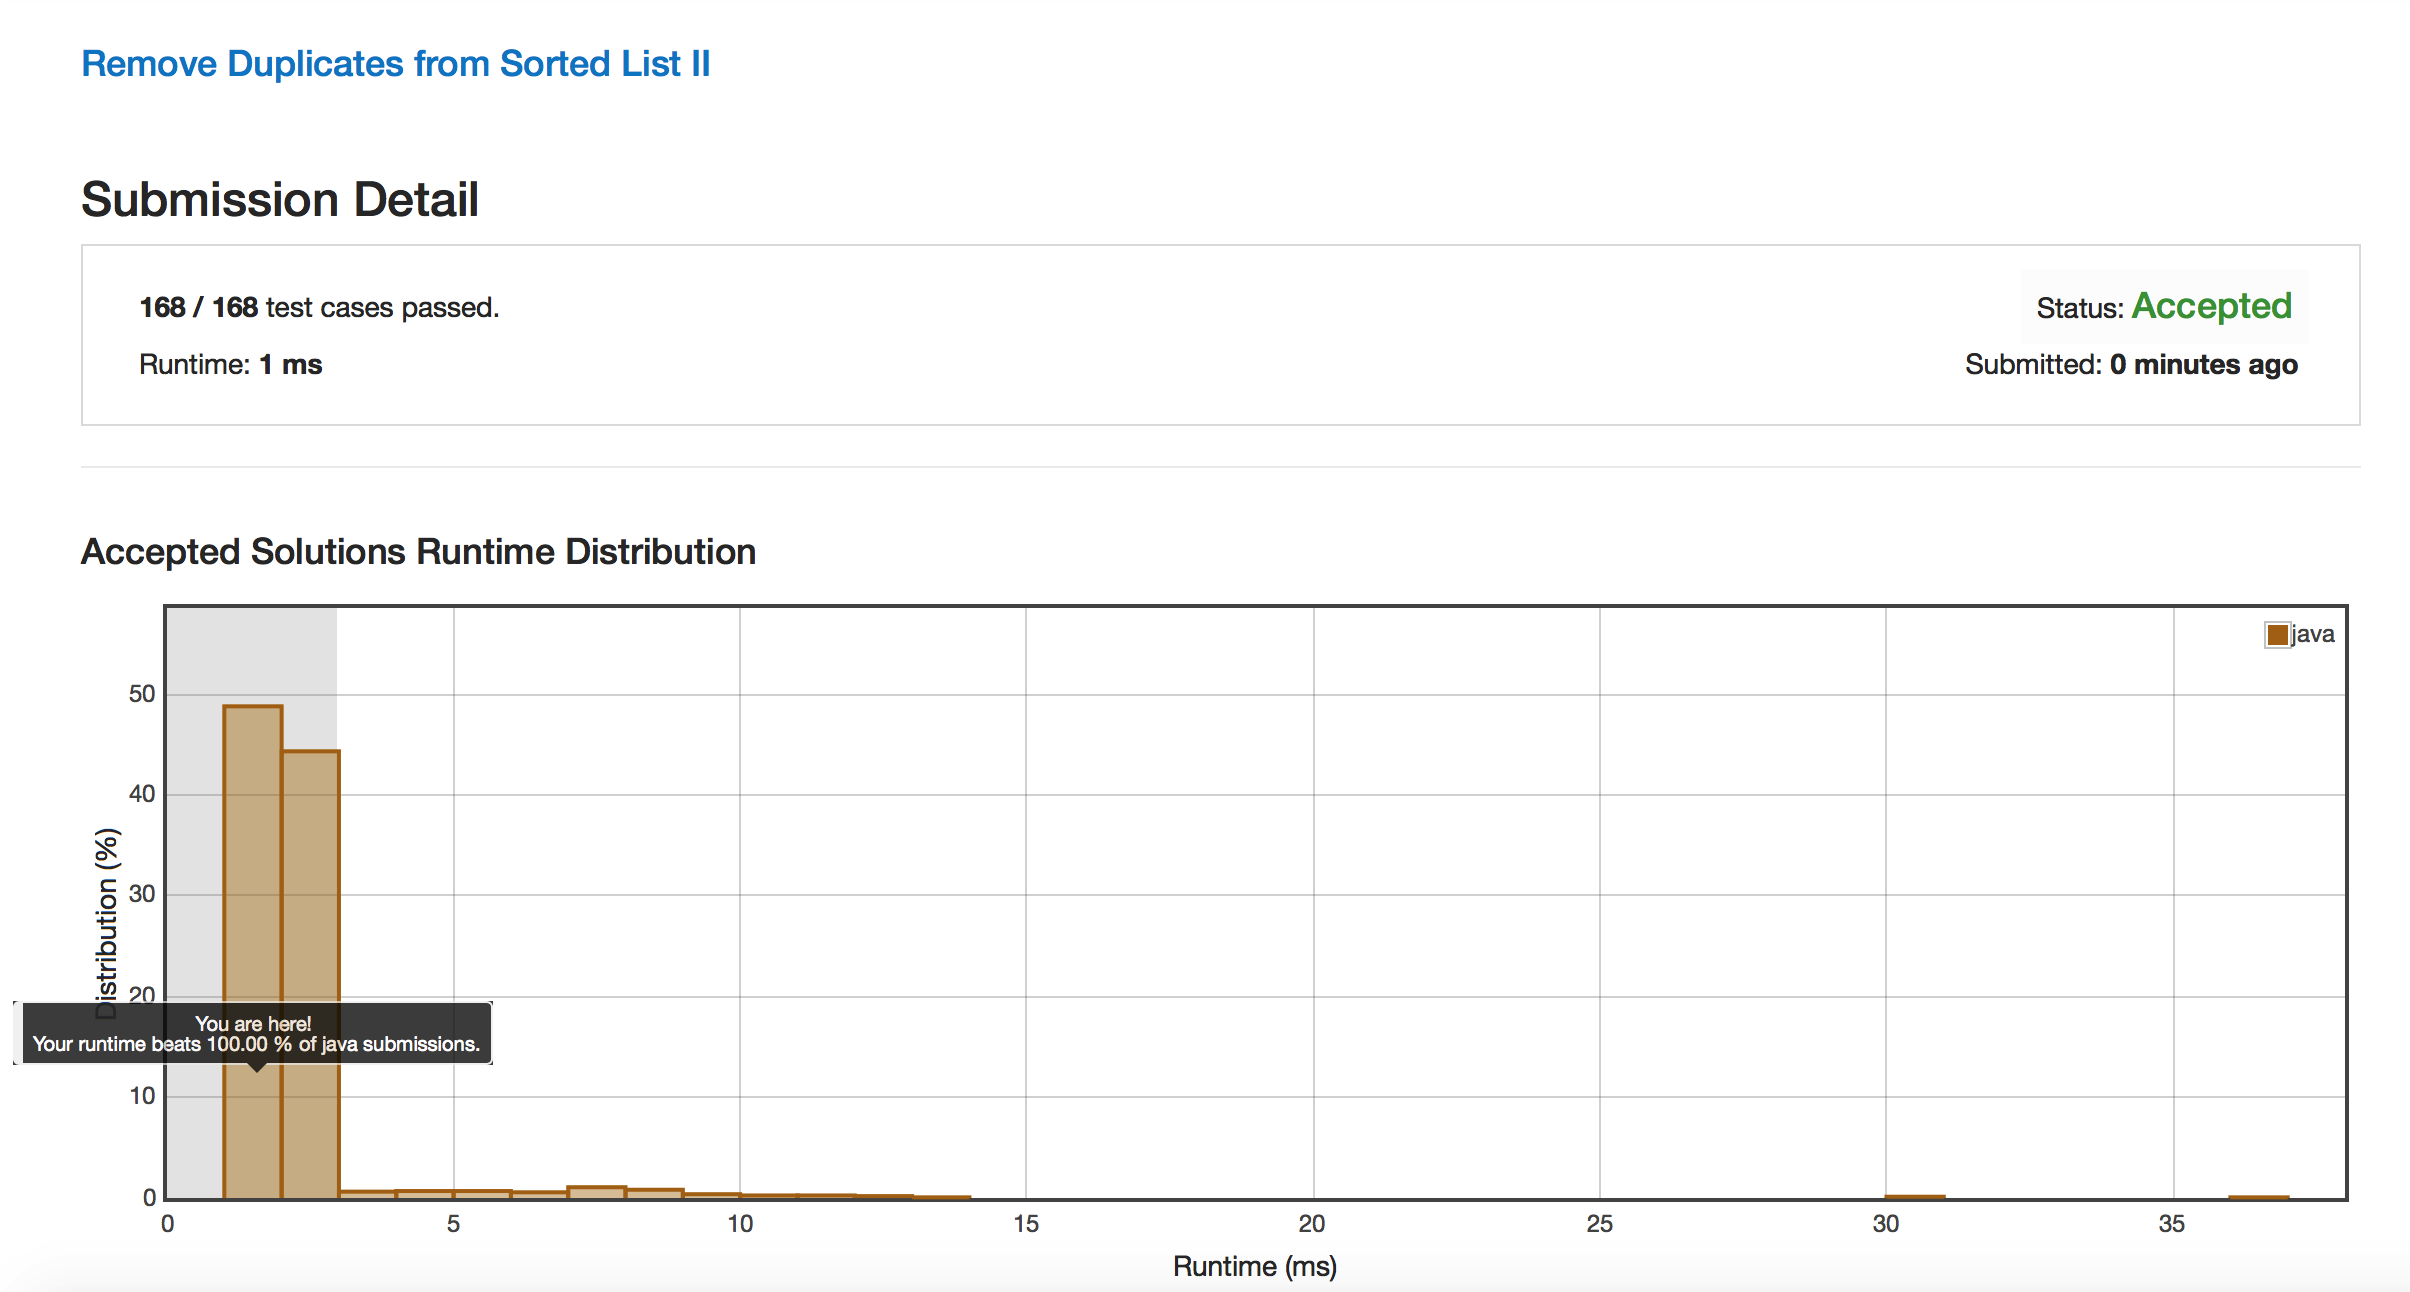 Remove Duplicates from Sorted List II
Submission Detail
168 / 168 test cases passed.
Status: Accepted
Runtime: 1 ms
Submitted: 0 minutes ago
Accepted Solutions Runtime Distribution
java
50
40
30
20
10
0
Distribution (%)
You are here!
Your runtime beats 100.00 % of java submissions.
0 5 10 15 20 25 30 35
Runtime (ms)